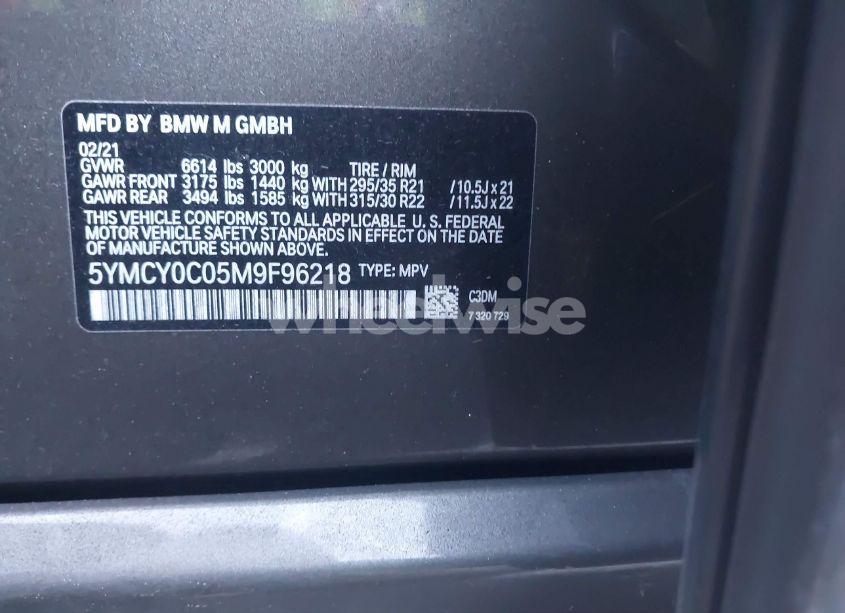 MFD BY BMW M GMBH
02/21
GVWR 6614 lbs 3000 kg TIRE / RIM
GAWR FRONT 3175 lbs 1440 kg WITH 295/35 R21 /10.5J x 21
GAWR REAR 3494 lbs 1585 kg WITH 315/30 R22 /11.5J x 22
THIS VEHICLE CONFORMS TO ALL APPLICABLE U. S. FEDERAL
MOTOR VEHICLE SAFETY STANDARDS IN EFFECT ON THE DATE
OF MANUFACTURE SHOWN ABOVE.
5YMCY0C05M9F96218 TYPE: MPV
C3DM
7 320 729
wheelwise